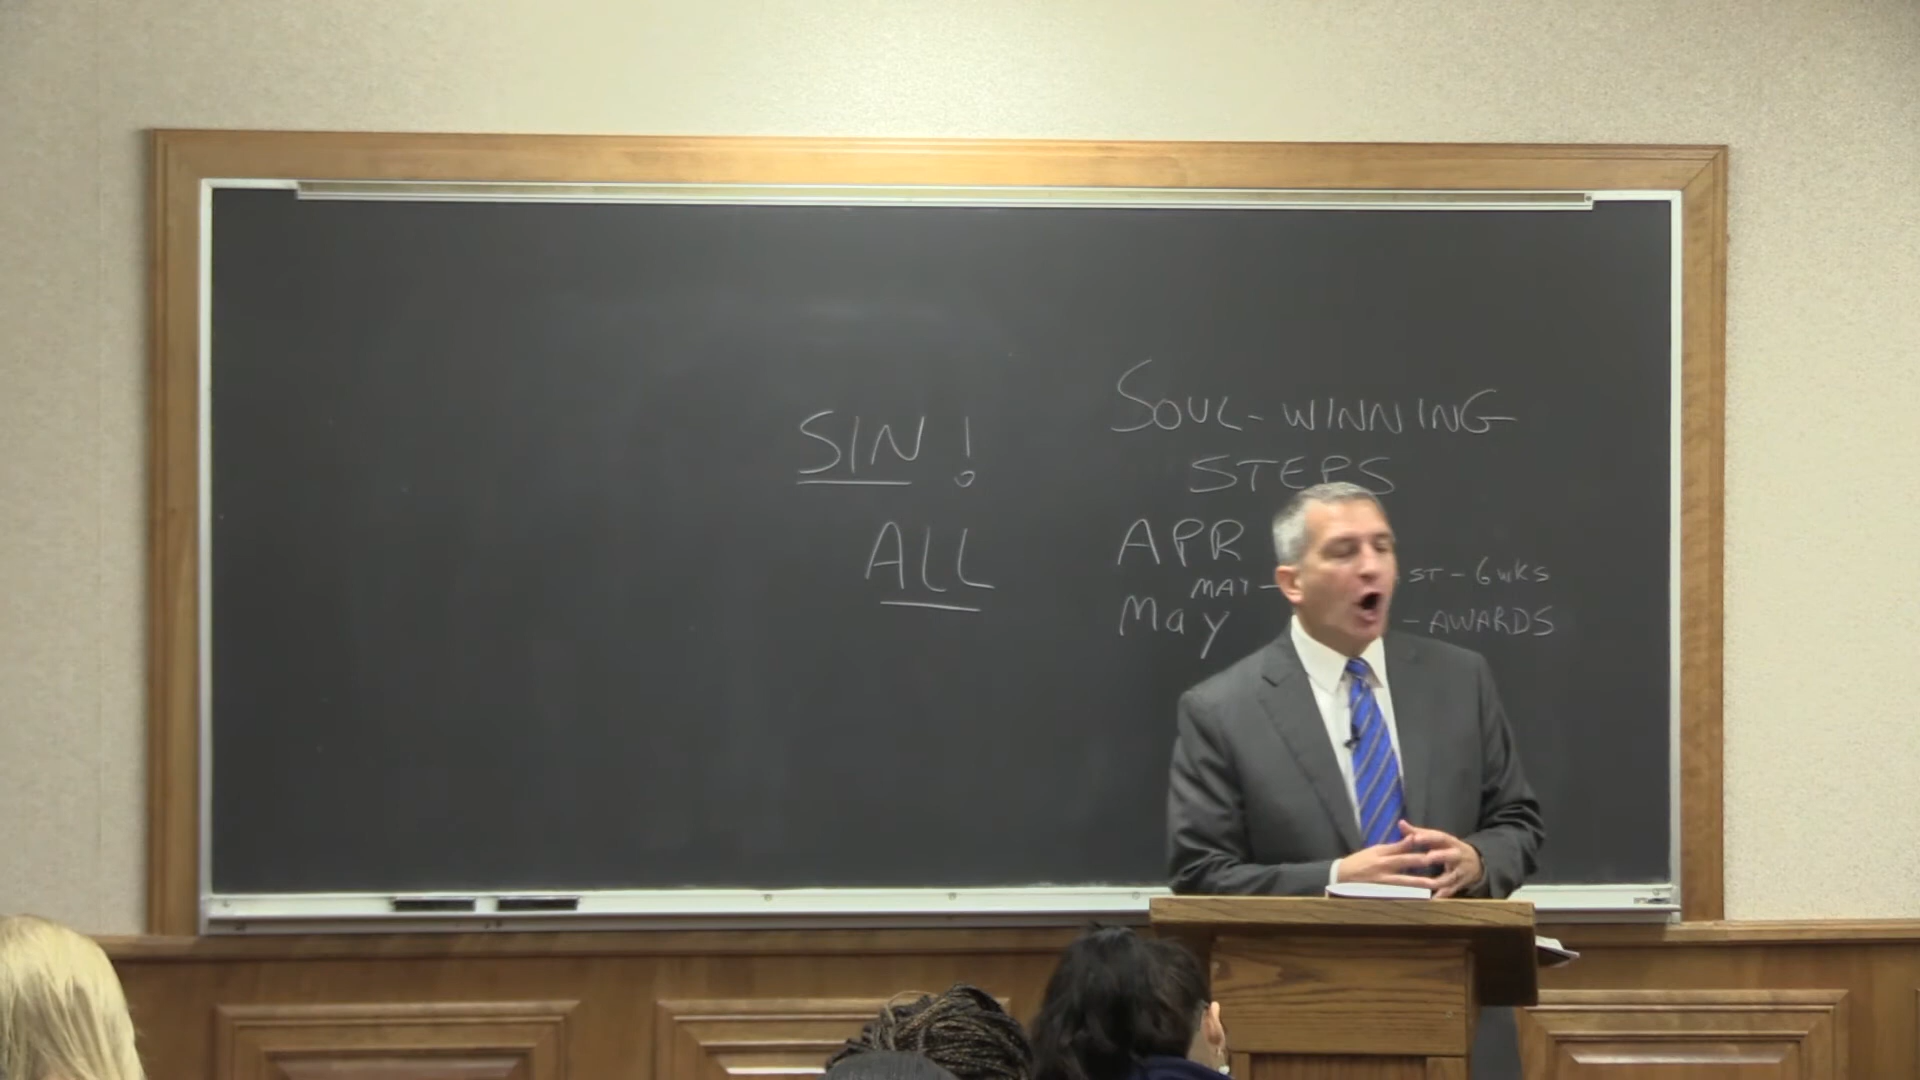 SIN!
ALL
SOUL-WINNING
STEPS
APR
MAY - ST - 6 WKS
May - AWARDS